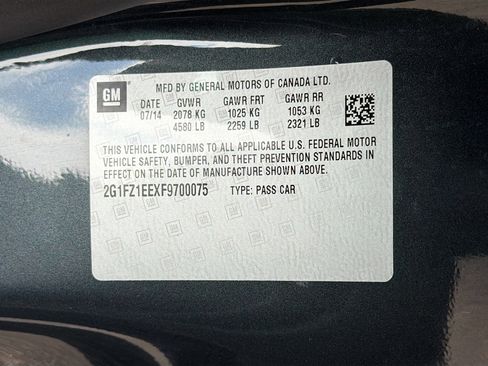 GM
MFD BY GENERAL MOTORS OF CANADA LTD.
DATE GVWR GAWR FRT GAWR RR
07/14 2078 KG 1025 KG 1053 KG
4580 LB 2259 LB 2321 LB
THIS VEHICLE CONFORMS TO ALL APPLICABLE U.S. FEDERAL MOTOR
VEHICLE SAFETY, BUMPER, AND THEFT PREVENTION STANDARDS IN
EFFECT ON THE DATE OF MANUFACTURE SHOWN ABOVE.
2G1FZ1EEXF9700075 TYPE: PASS CAR